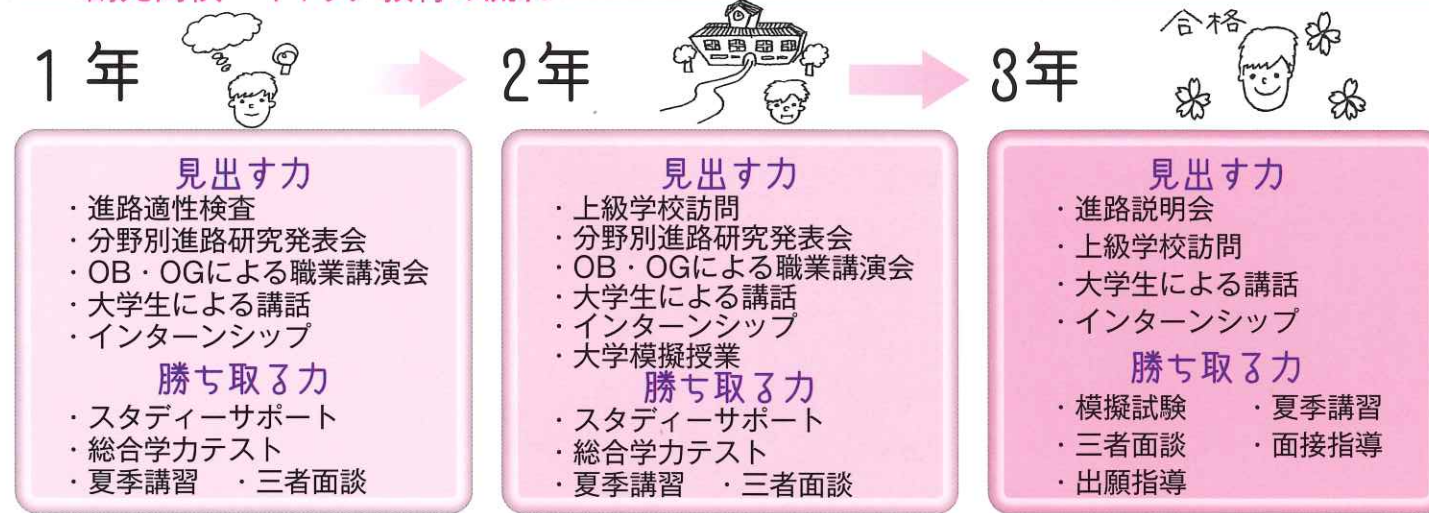 合格
1年
2年
3年
見出す力
・進路適性検査
・分野別進路研究発表会
・OB・OGによる職業講演会
・大学生による講話
・インターンシップ
勝ち取る力
・スタディーサポート
・総合学力テスト
・夏季講習 ・三者面談
見出す力
・上級学校訪問
・分野別進路研究発表会
・OB・OGによる職業講演会
・大学生による講話
・インターンシップ
・大学模擬授業
勝ち取る力
・スタディーサポート
・総合学力テスト
・夏季講習 ・三者面談
見出す力
・進路説明会
・上級学校訪問
・大学生による講話
・インターンシップ
勝ち取る力
・模擬試験 ・夏季講習
・三者面談 ・面接指導
・出願指導